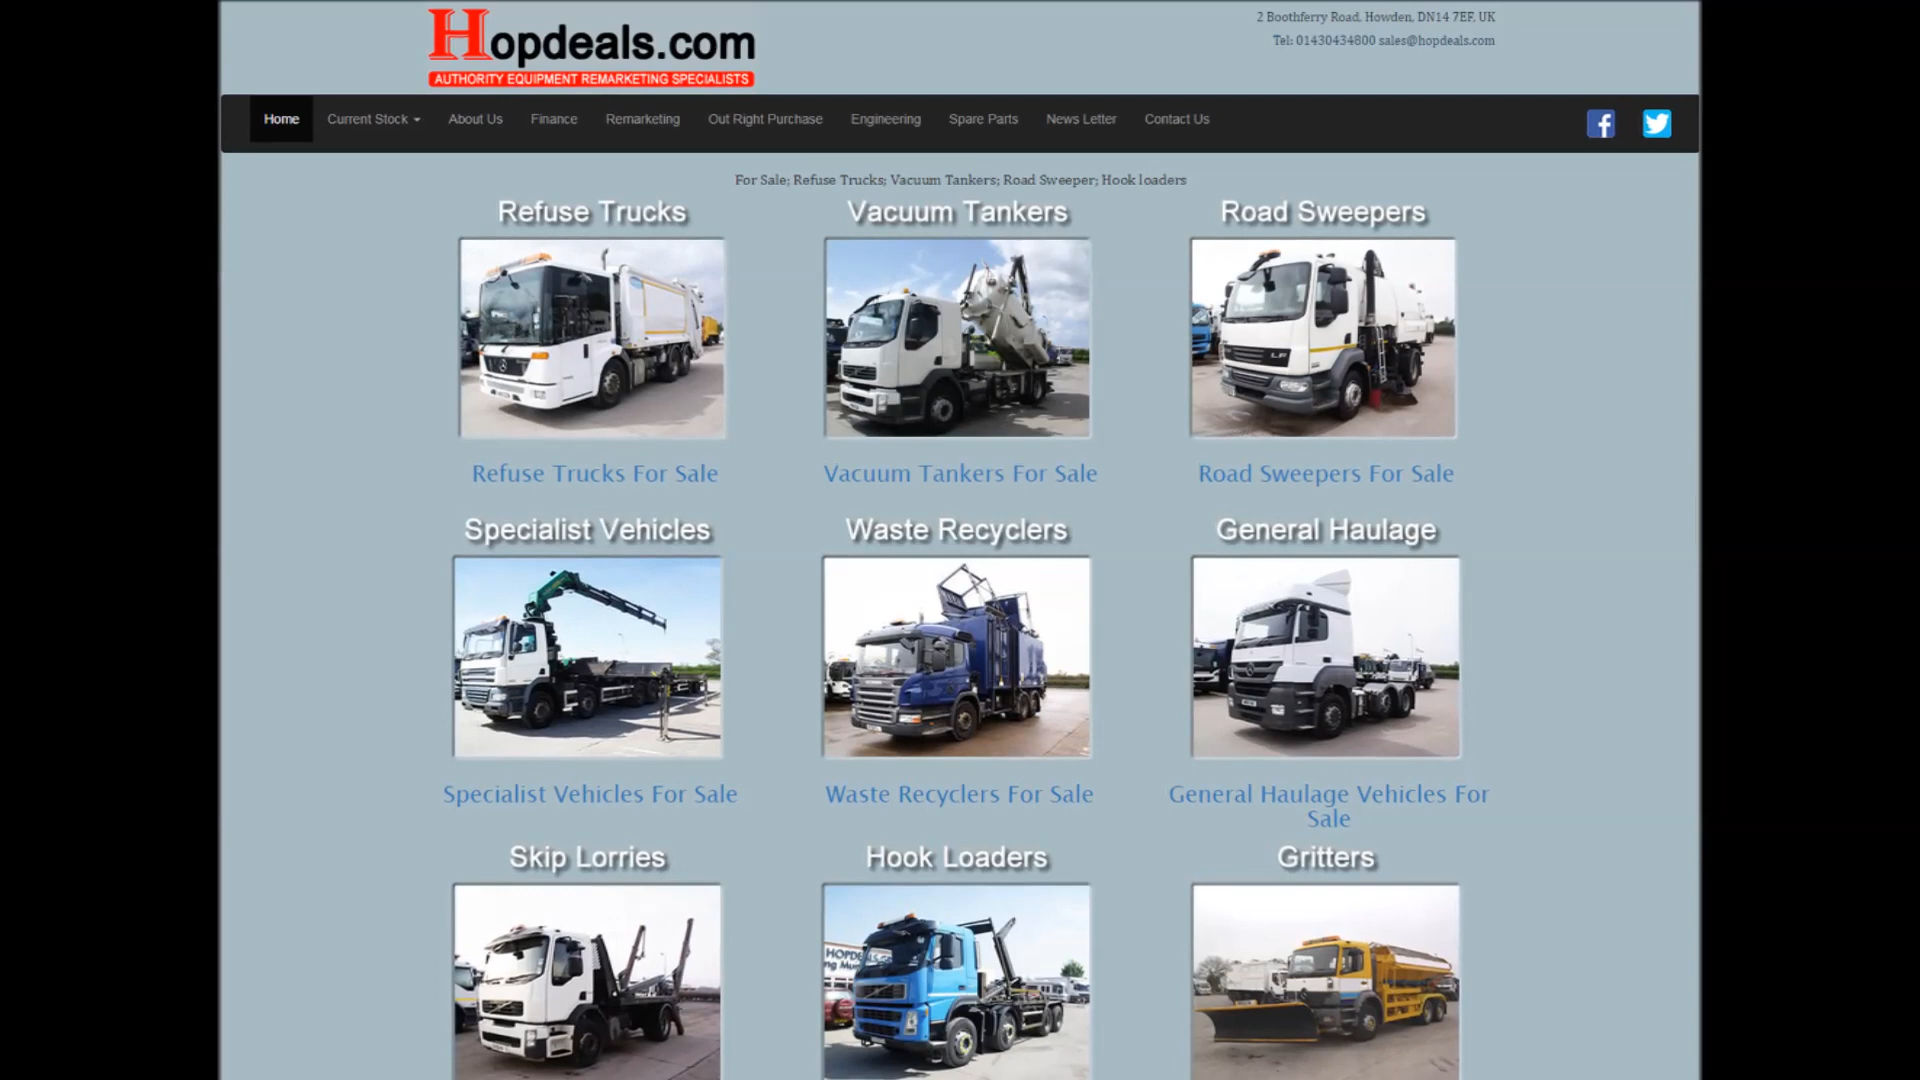 Hopdeals.com
AUTHORITY EQUIPMENT REMARKETING SPECIALISTS
2 Boothferry Road, Howden, DN14 7EF, UK
Tel: 01430434800 sales@hopdeals.com
Home Current Stock About Us Finance Remarketing Out Right Purchase Engineering Spare Parts News Letter Contact Us
For Sale; Refuse Trucks; Vacuum Tankers; Road Sweeper; Hook loaders
Refuse Trucks Vacuum Tankers Road Sweepers
LF
Refuse Trucks For Sale Vacuum Tankers For Sale Road Sweepers For Sale
Specialist Vehicles Waste Recyclers General Haulage
Specialist Vehicles For Sale Waste Recyclers For Sale General Haulage Vehicles For
Sale
Skip Lorries Hook Loaders Gritters